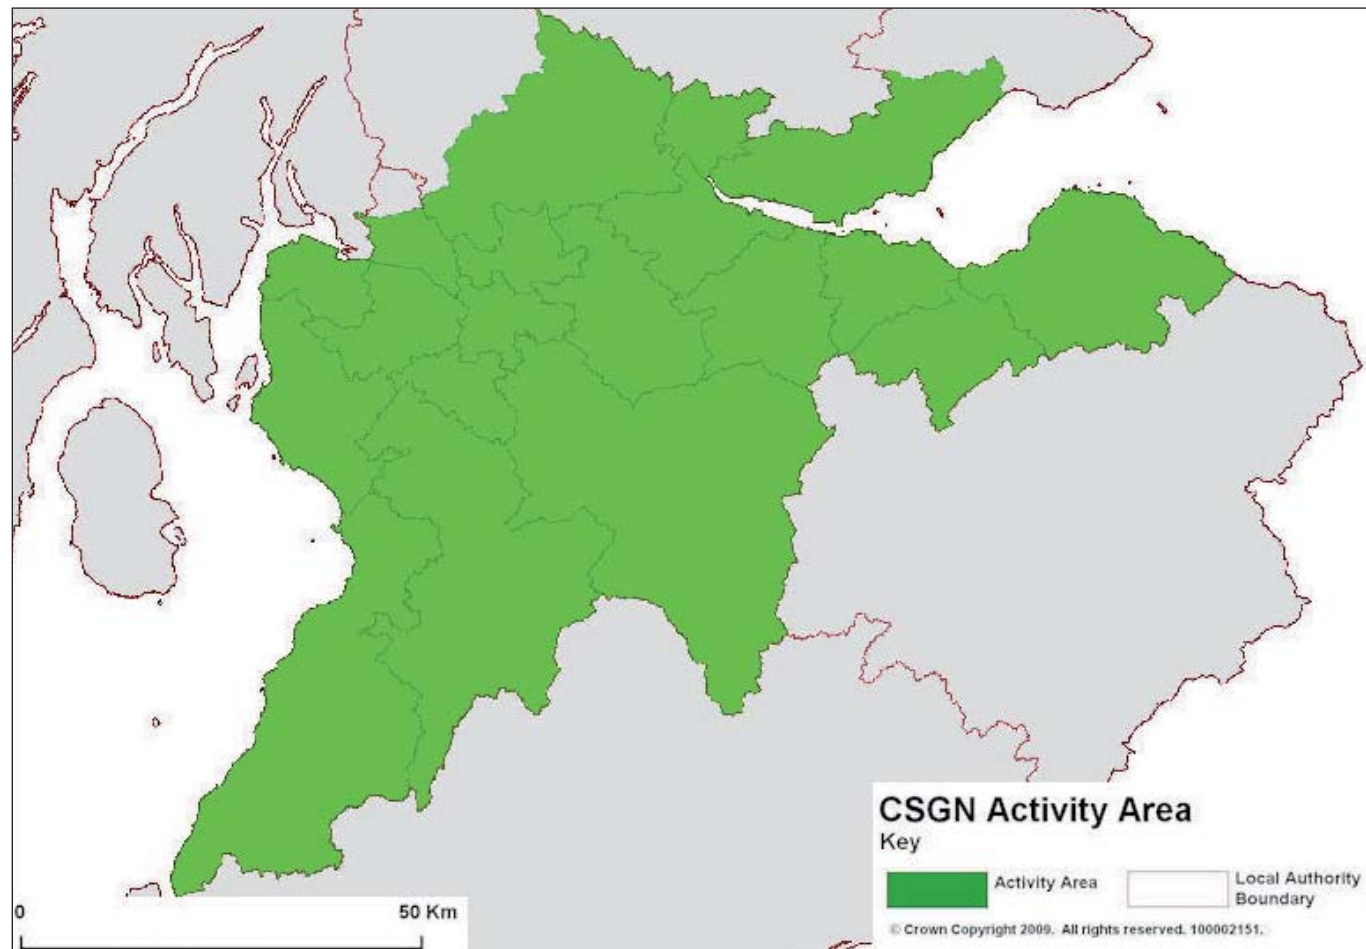 CSGN Activity Area
Key
Activity Area
Local Authority
Boundary
© Crown Copyright 2009. All rights reserved. 100002151.
0
50 Km